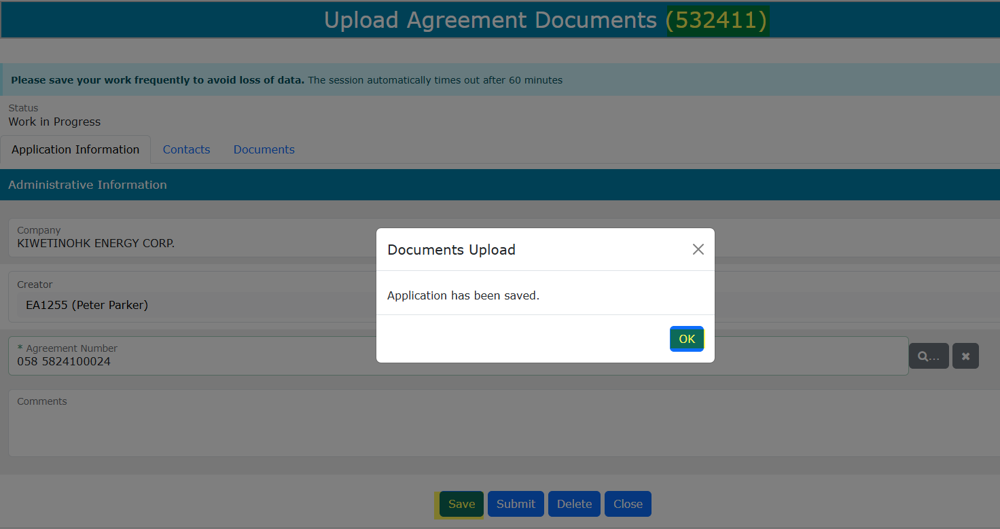 Upload Agreement Documents (532411)
Please save your work frequently to avoid loss of data. The session automatically times out after 60 minutes
Status
Work in Progress
Application Information Contacts Documents
Administrative Information
Company
KIWETINOHK ENERGY CORP.
Creator
EA1255 (Peter Parker)
* Agreement Number
058 5824100024
...
Comments
Documents Upload
Application has been saved.
OK
Save Submit Delete Close